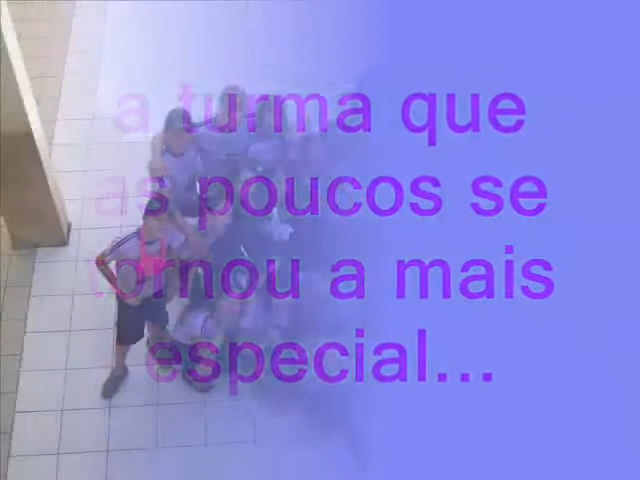 a turma que
as poucos se
tornou a mais
especial...